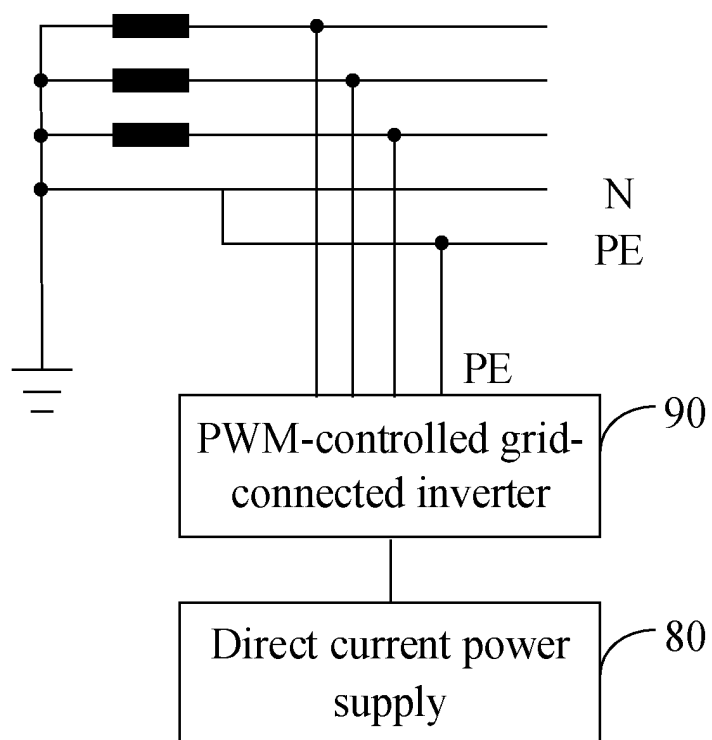 N
PE
PE
PWM-controlled grid-
connected inverter
90
Direct current power
supply
80